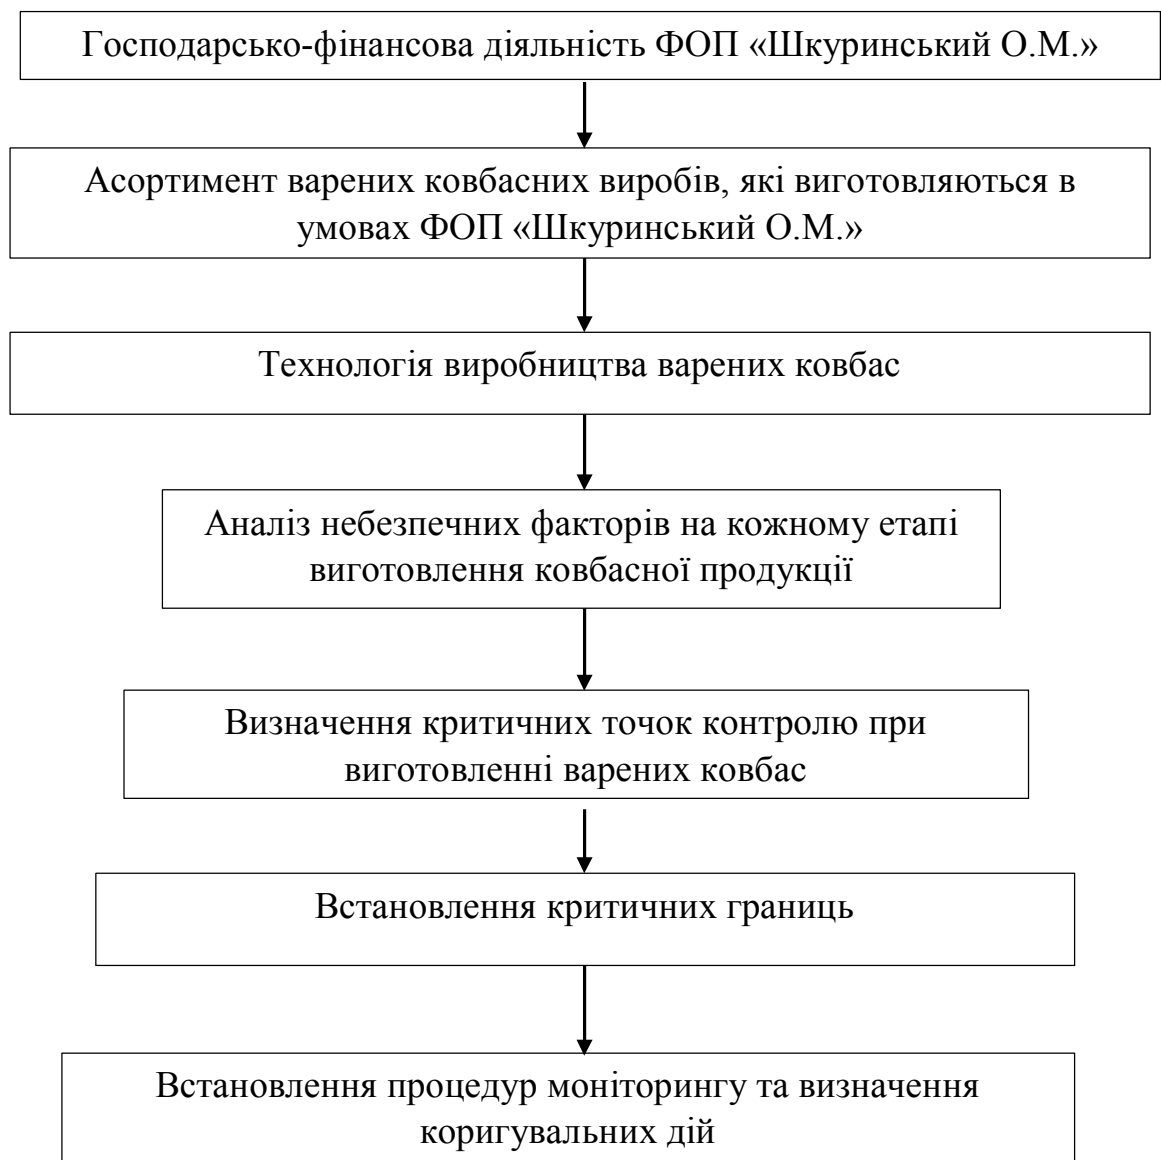 Господарсько-фінансова діяльність ФОП «Шкуринський О.М.»
Асортимент варених ковбасних виробів, які виготовляються в
умовах ФОП «Шкуринський О.М.»
Технологія виробництва варених ковбас
Аналіз небезпечних факторів на кожному етапі
виготовлення ковбасної продукції
Визначення критичних точок контролю при
виготовленні варених ковбас
Встановлення критичних границь
Встановлення процедур моніторингу та визначення
коригувальних дій